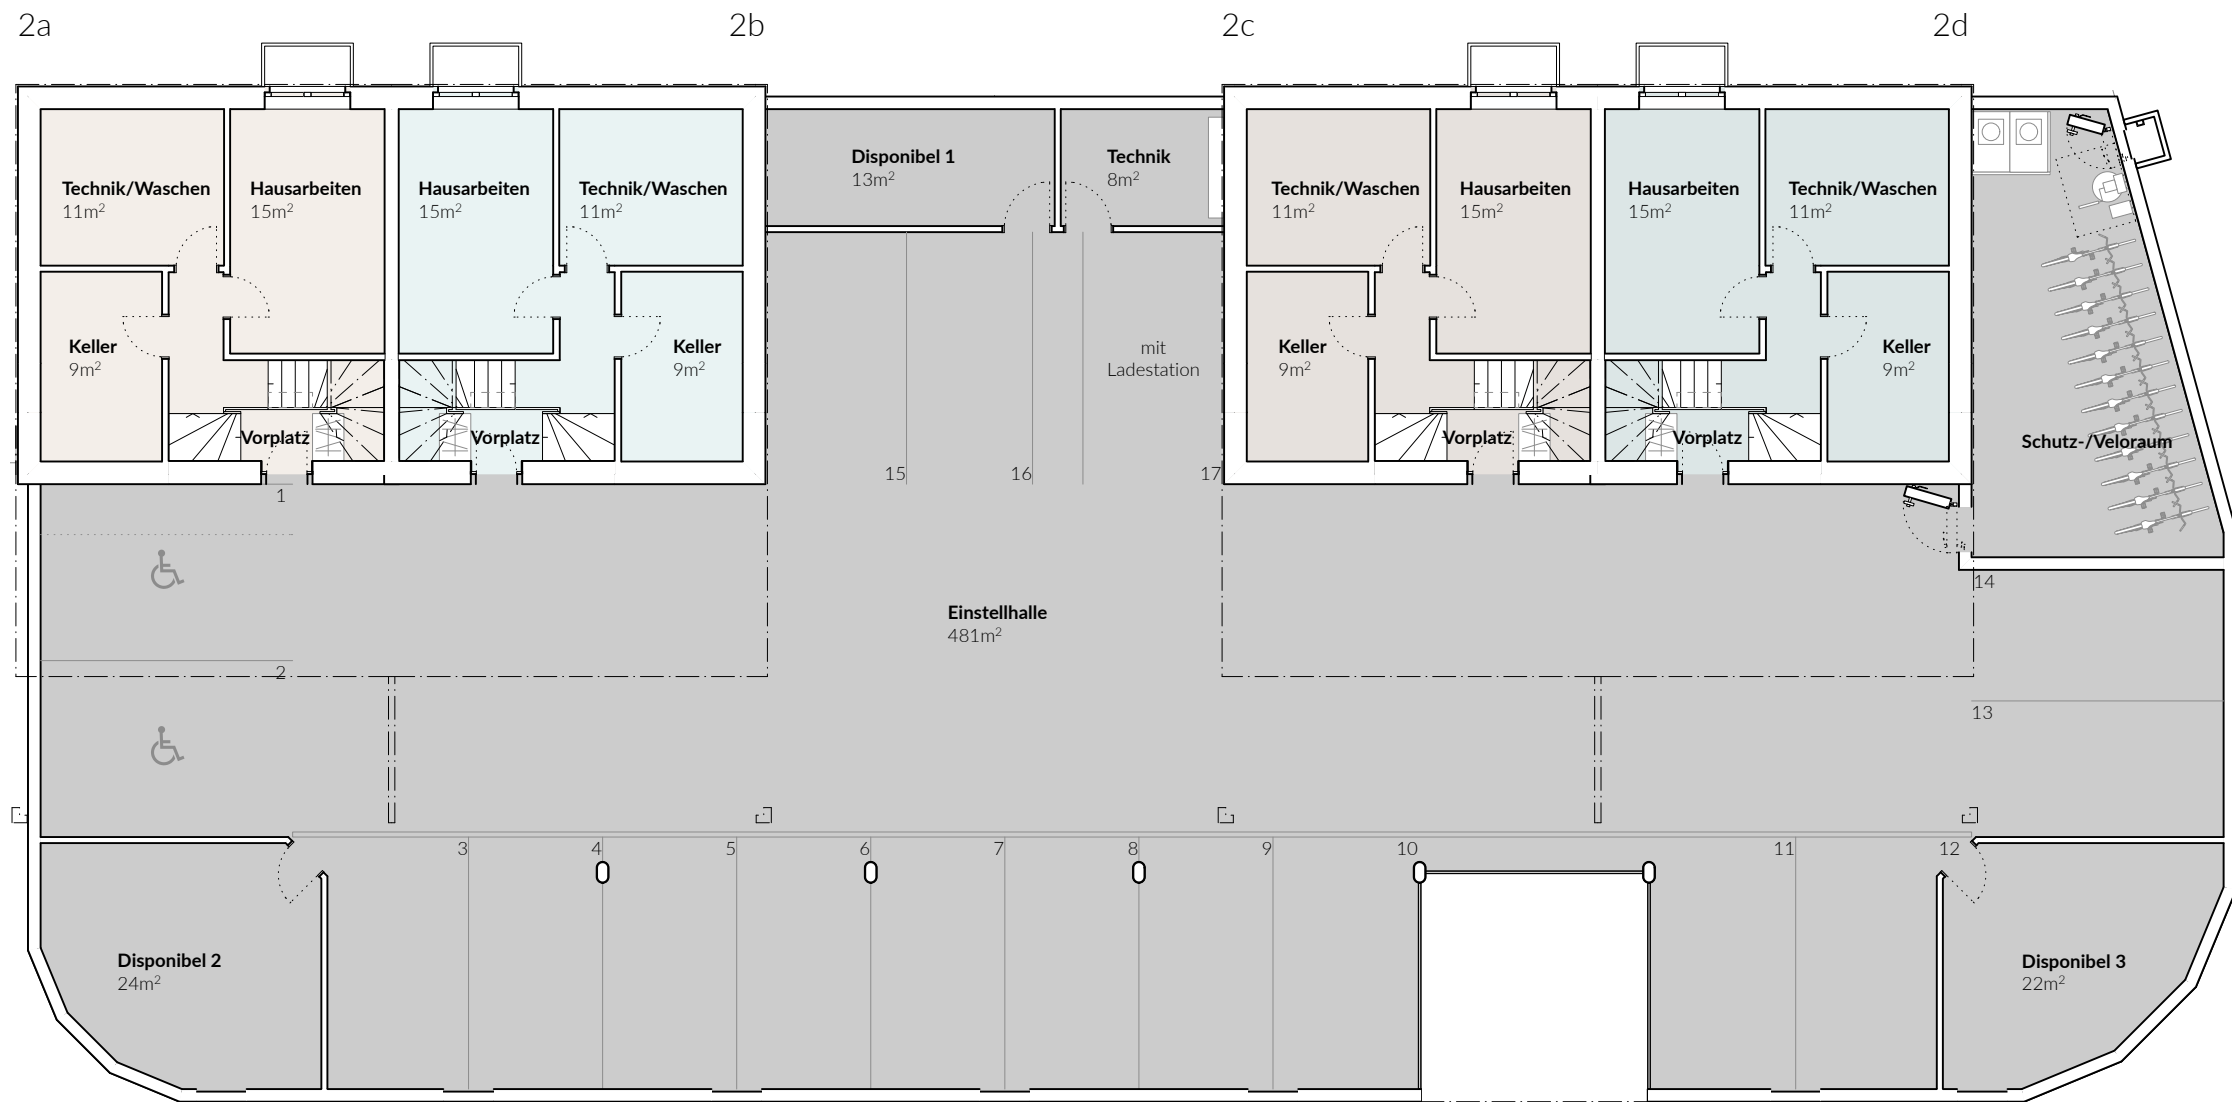 2a
2b
2c
2d
Technik/Waschen
11m²
Hausarbeiten
15m²
Hausarbeiten
15m²
Technik/Waschen
11m²
Disponibel 1
13m²
Technik
8m²
Technik/Waschen
11m²
Hausarbeiten
15m²
Hausarbeiten
15m²
Technik/Waschen
11m²
Keller
9m²
Keller
9m²
mit
Ladestation
Keller
9m²
Keller
9m²
Vorplatz
Vorplatz
Vorplatz
Vorplatz
Schutz-/Veloraum
15
16
17
1
14
Einstellhalle
481m²
2
13
3
4
5
6
7
8
9
10
11
12
Disponibel 2
24m²
Disponibel 3
22m²